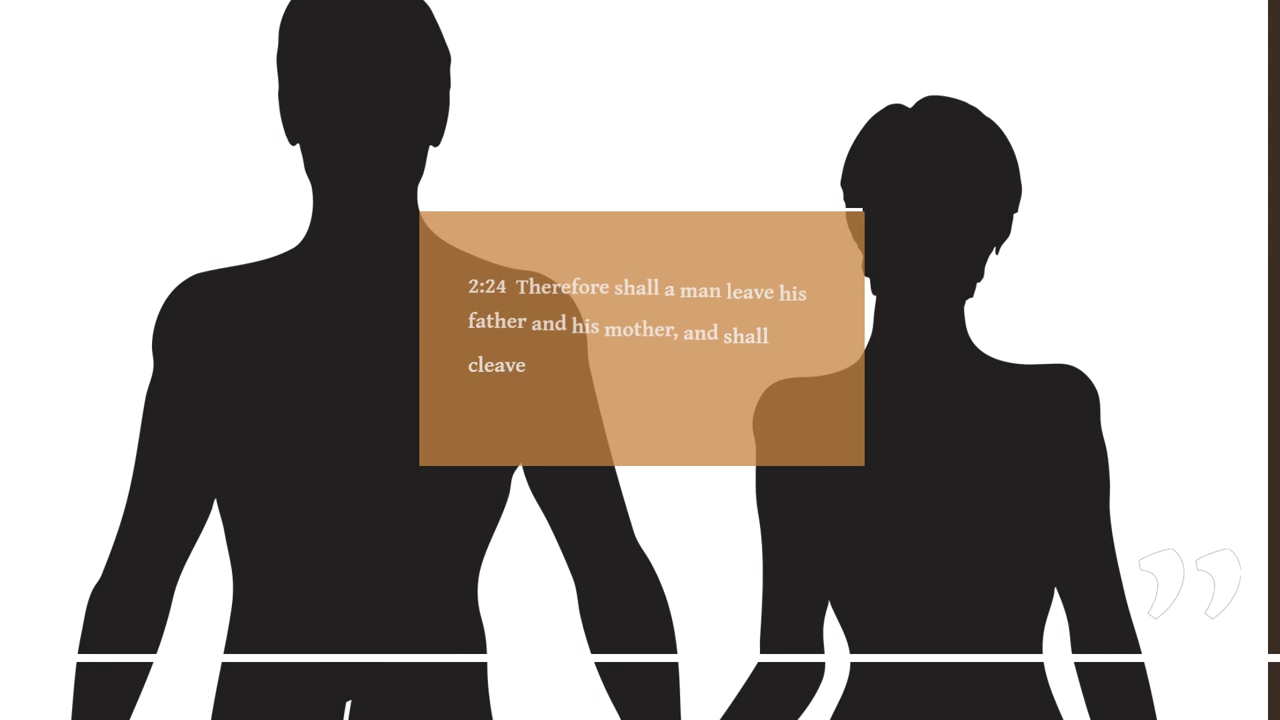 2:24 Therefore shall a man leave his
father and his mother, and shall
cleave
”